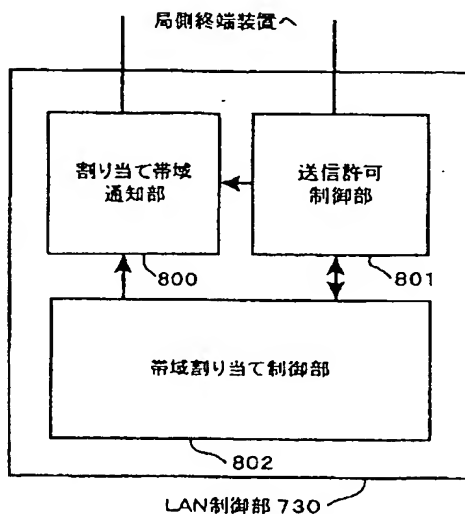 局側終端装置へ
割り当て帯域
通知部
送信許可
制御部
800
801
帯域割り当て制御部
802
LAN制御部 730